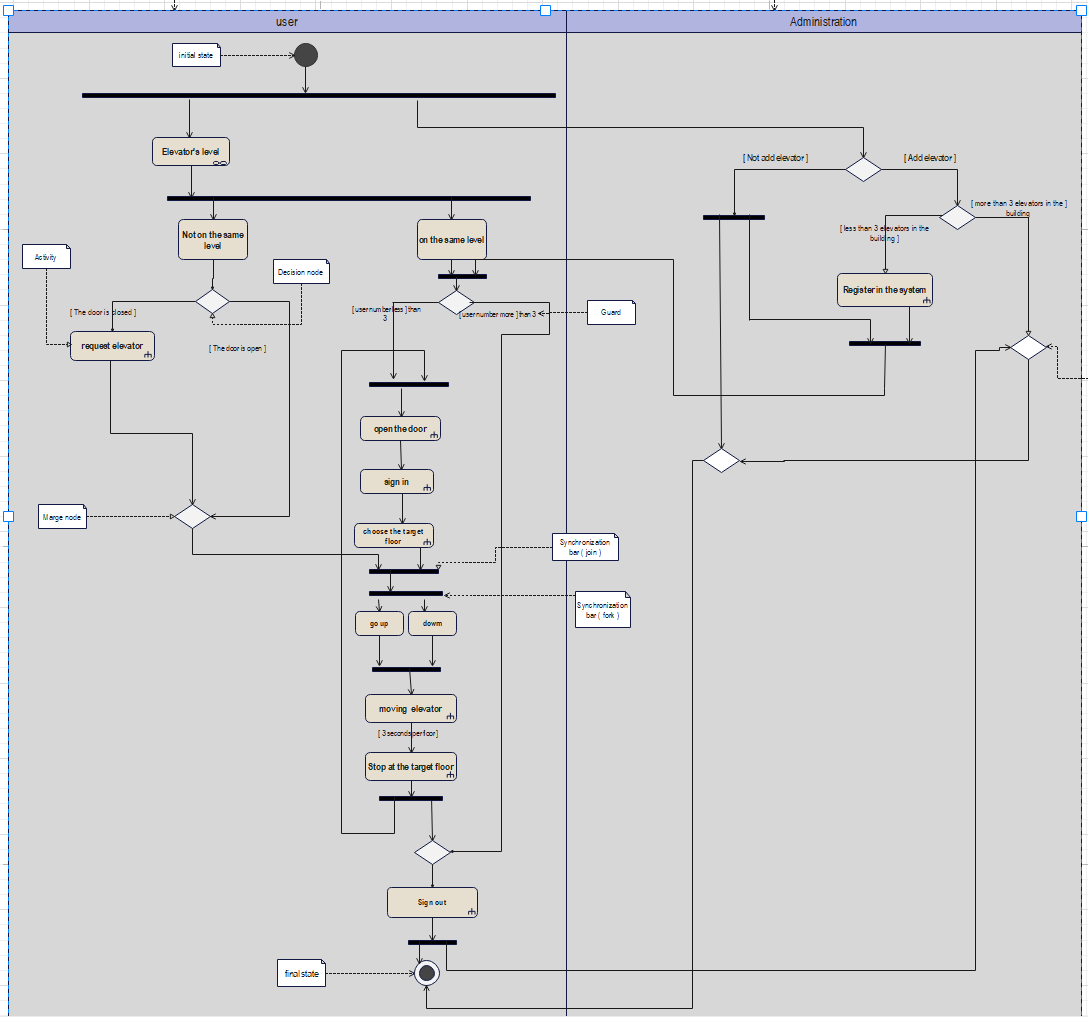 user
Administration
initial state
Elevator's level
[ Not add elevator ]
[ Add elevator ]
[ more than 3 elevators in the ]
building
[ less than 3 elevators in the
building ]
Not on the same
level
on the same level
Activity
Decision node
Register in the system
[ The door is closed ]
[user number less ] than
3
[user number more ] than 3
Guard
request elevator
[ The door is open ]
open the door
sign in
Marge node
choose the target
floor
Synchronization
bar ( join )
Synchronization
bar ( fork )
go up
dowm
moving elevator
[ 3 seconds per foor]
Stop at the target floor
Sign out
final state